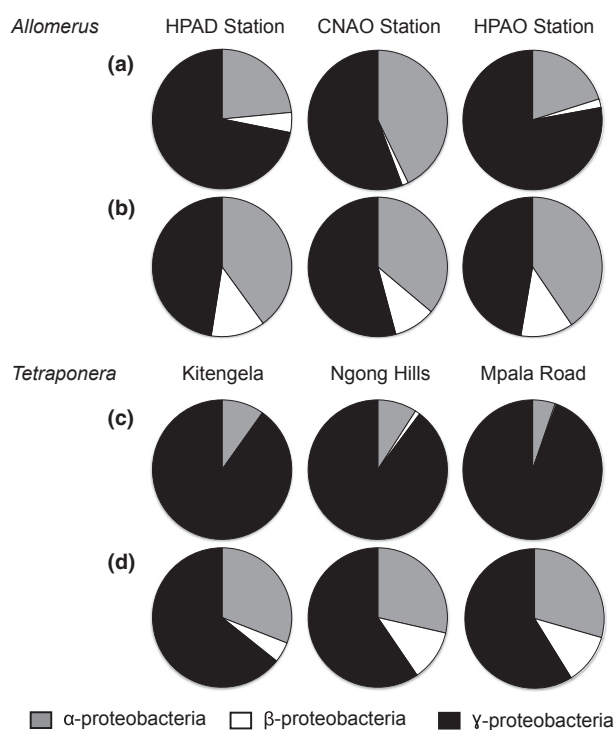 Allomerus HPAD Station CNAO Station HPAO Station
(a)
(b)
Tetraponera Kitengela Ngong Hills Mpala Road
(c)
(d)
α-proteobacteria β-proteobacteria ɣ-proteobacteria